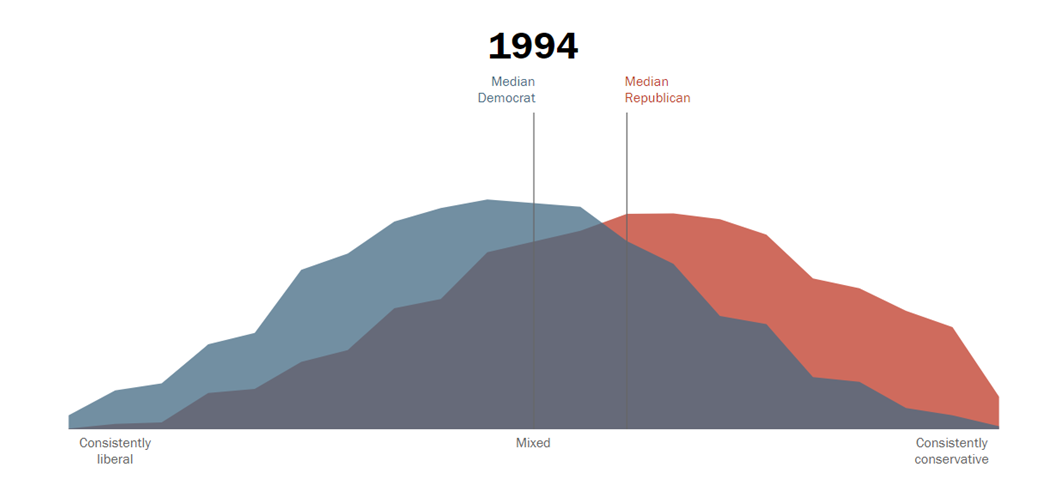 1994
Median
Democrat
Median
Republican
Consistently
liberal
Mixed
Consistently
conservative